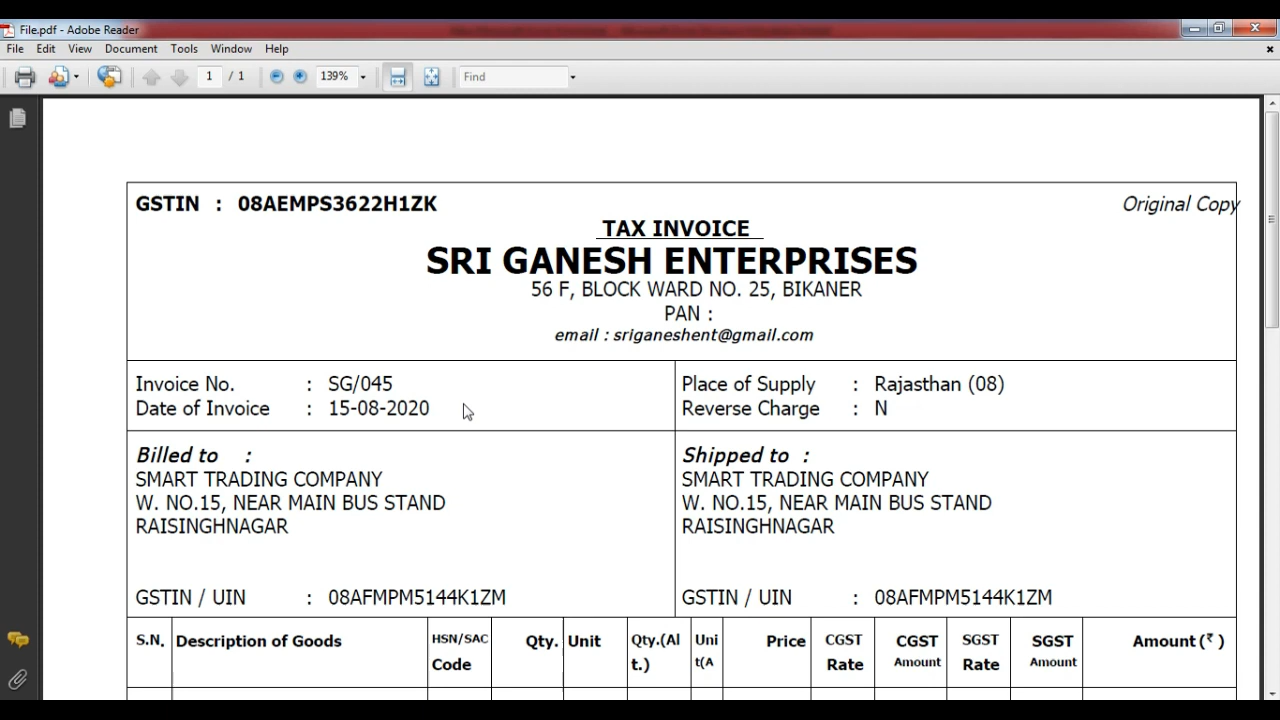 File.pdf - Adobe Reader
File Edit View Document Tools Window Help
1 / 1 139% Find
GSTIN : 08AEMPS3622H1ZK Original Copy
TAX INVOICE
SRI GANESH ENTERPRISES
56 F, BLOCK WARD NO. 25, BIKANER
PAN :
email : sriganeshent@gmail.com
Invoice No. : SG/045
Date of Invoice : 15-08-2020
Place of Supply : Rajasthan (08)
Reverse Charge : N
Billed to :
SMART TRADING COMPANY
W. NO.15, NEAR MAIN BUS STAND
RAISINGHNAGAR
GSTIN / UIN : 08AFMPM5144K1ZM
Shipped to :
SMART TRADING COMPANY
W. NO.15, NEAR MAIN BUS STAND
RAISINGHNAGAR
GSTIN / UIN : 08AFMPM5144K1ZM
S.N. Description of Goods HSN/SAC Qty. Unit Qty.(Al Uni Price CGST CGST SGST SGST Amount (₹ )
Code t.) t(A Rate Amount Rate Amount